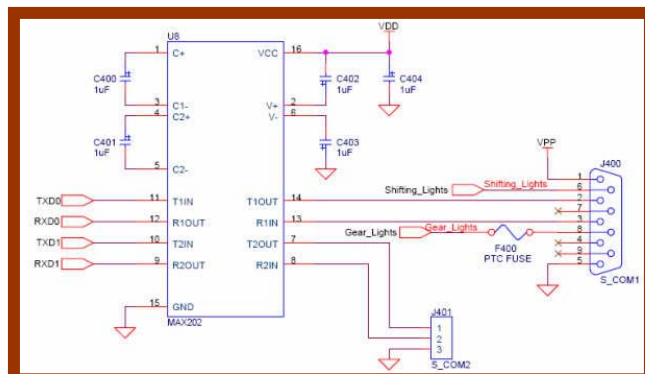 U8
VDD
1 C+ VCC 16
C400
1uF
C402
1uF
C404
1uF
3 C1- V+ 2
4 C2+ V- 6
C401
1uF
C403
1uF
5 C2-
VPP
J400
TXD0 11 T1IN T1OUT 14
RXD0 12 R1OUT R1IN 13
TXD1 10 T2IN T2OUT 7
RXD1 9 R2OUT R2IN 8
Shifting_Lights Shifting_Lights
Gear_Lights Gear_Lights
F400
PTC FUSE
1
6
2
7
3
8
4
9
5
S_COM1
15 GND
MAX202
J401
1
2
3
S_COM2